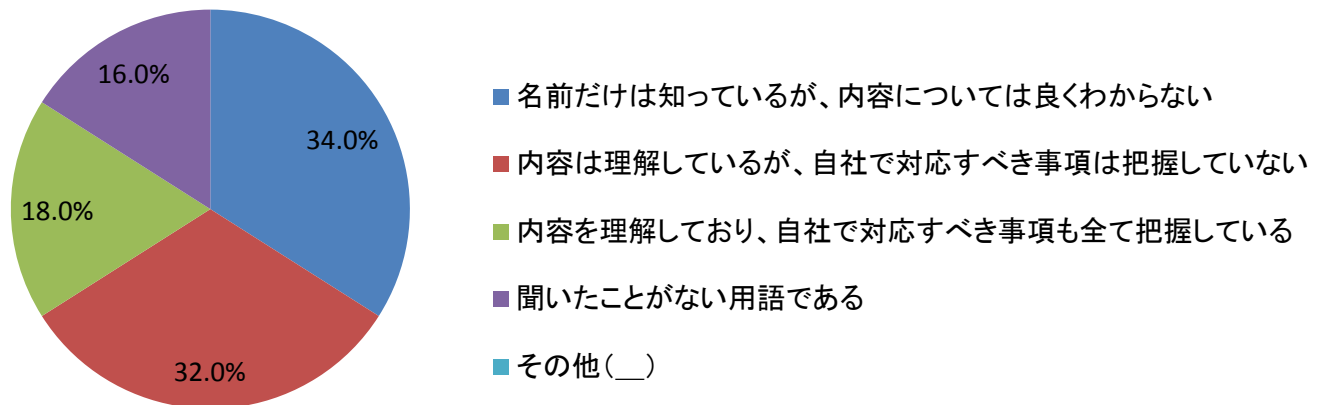 16.0%
34.0%
18.0%
32.0%
名前だけは知っているが、内容については良くわからない
内容は理解しているが、自社で対応すべき事項は把握していない
内容を理解しており、自社で対応すべき事項も全て把握している
聞いたことがない用語である
その他(__)